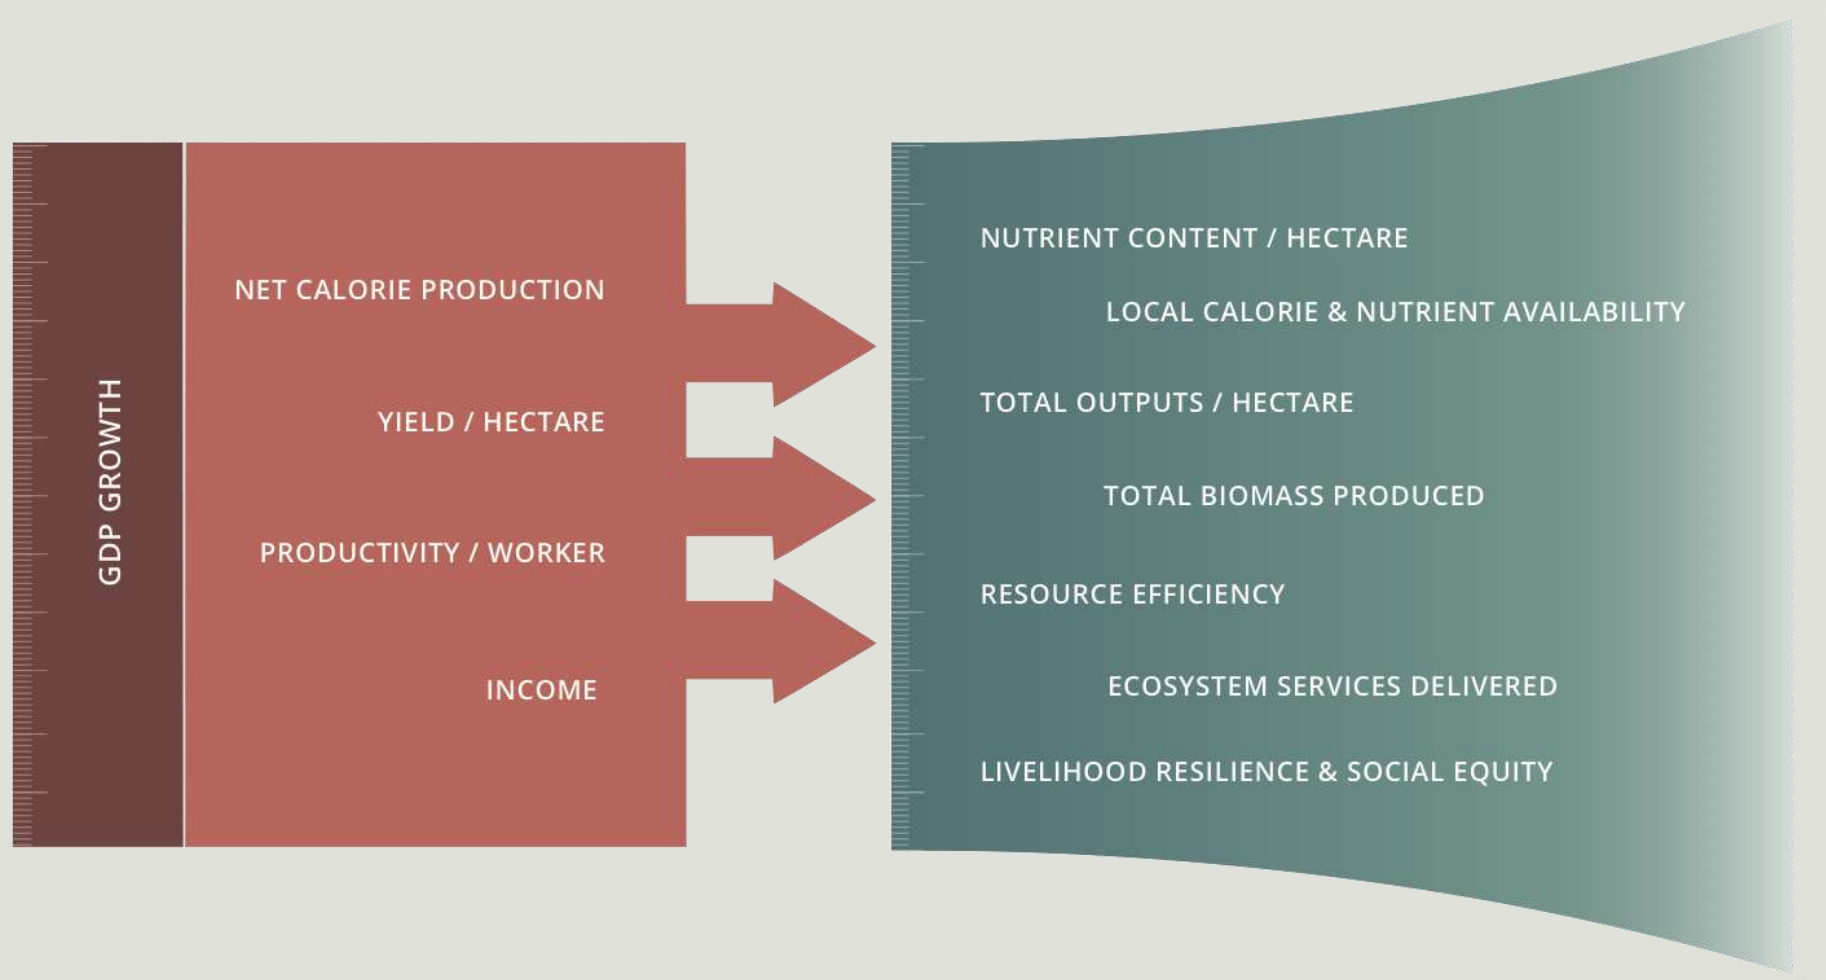 GDP GROWTH
NET CALORIE PRODUCTION
YIELD / HECTARE
PRODUCTIVITY / WORKER
INCOME
NUTRIENT CONTENT / HECTARE
LOCAL CALORIE & NUTRIENT AVAILABILITY
TOTAL OUTPUTS / HECTARE
TOTAL BIOMASS PRODUCED
RESOURCE EFFICIENCY
ECOSYSTEM SERVICES DELIVERED
LIVELIHOOD RESILIENCE & SOCIAL EQUITY